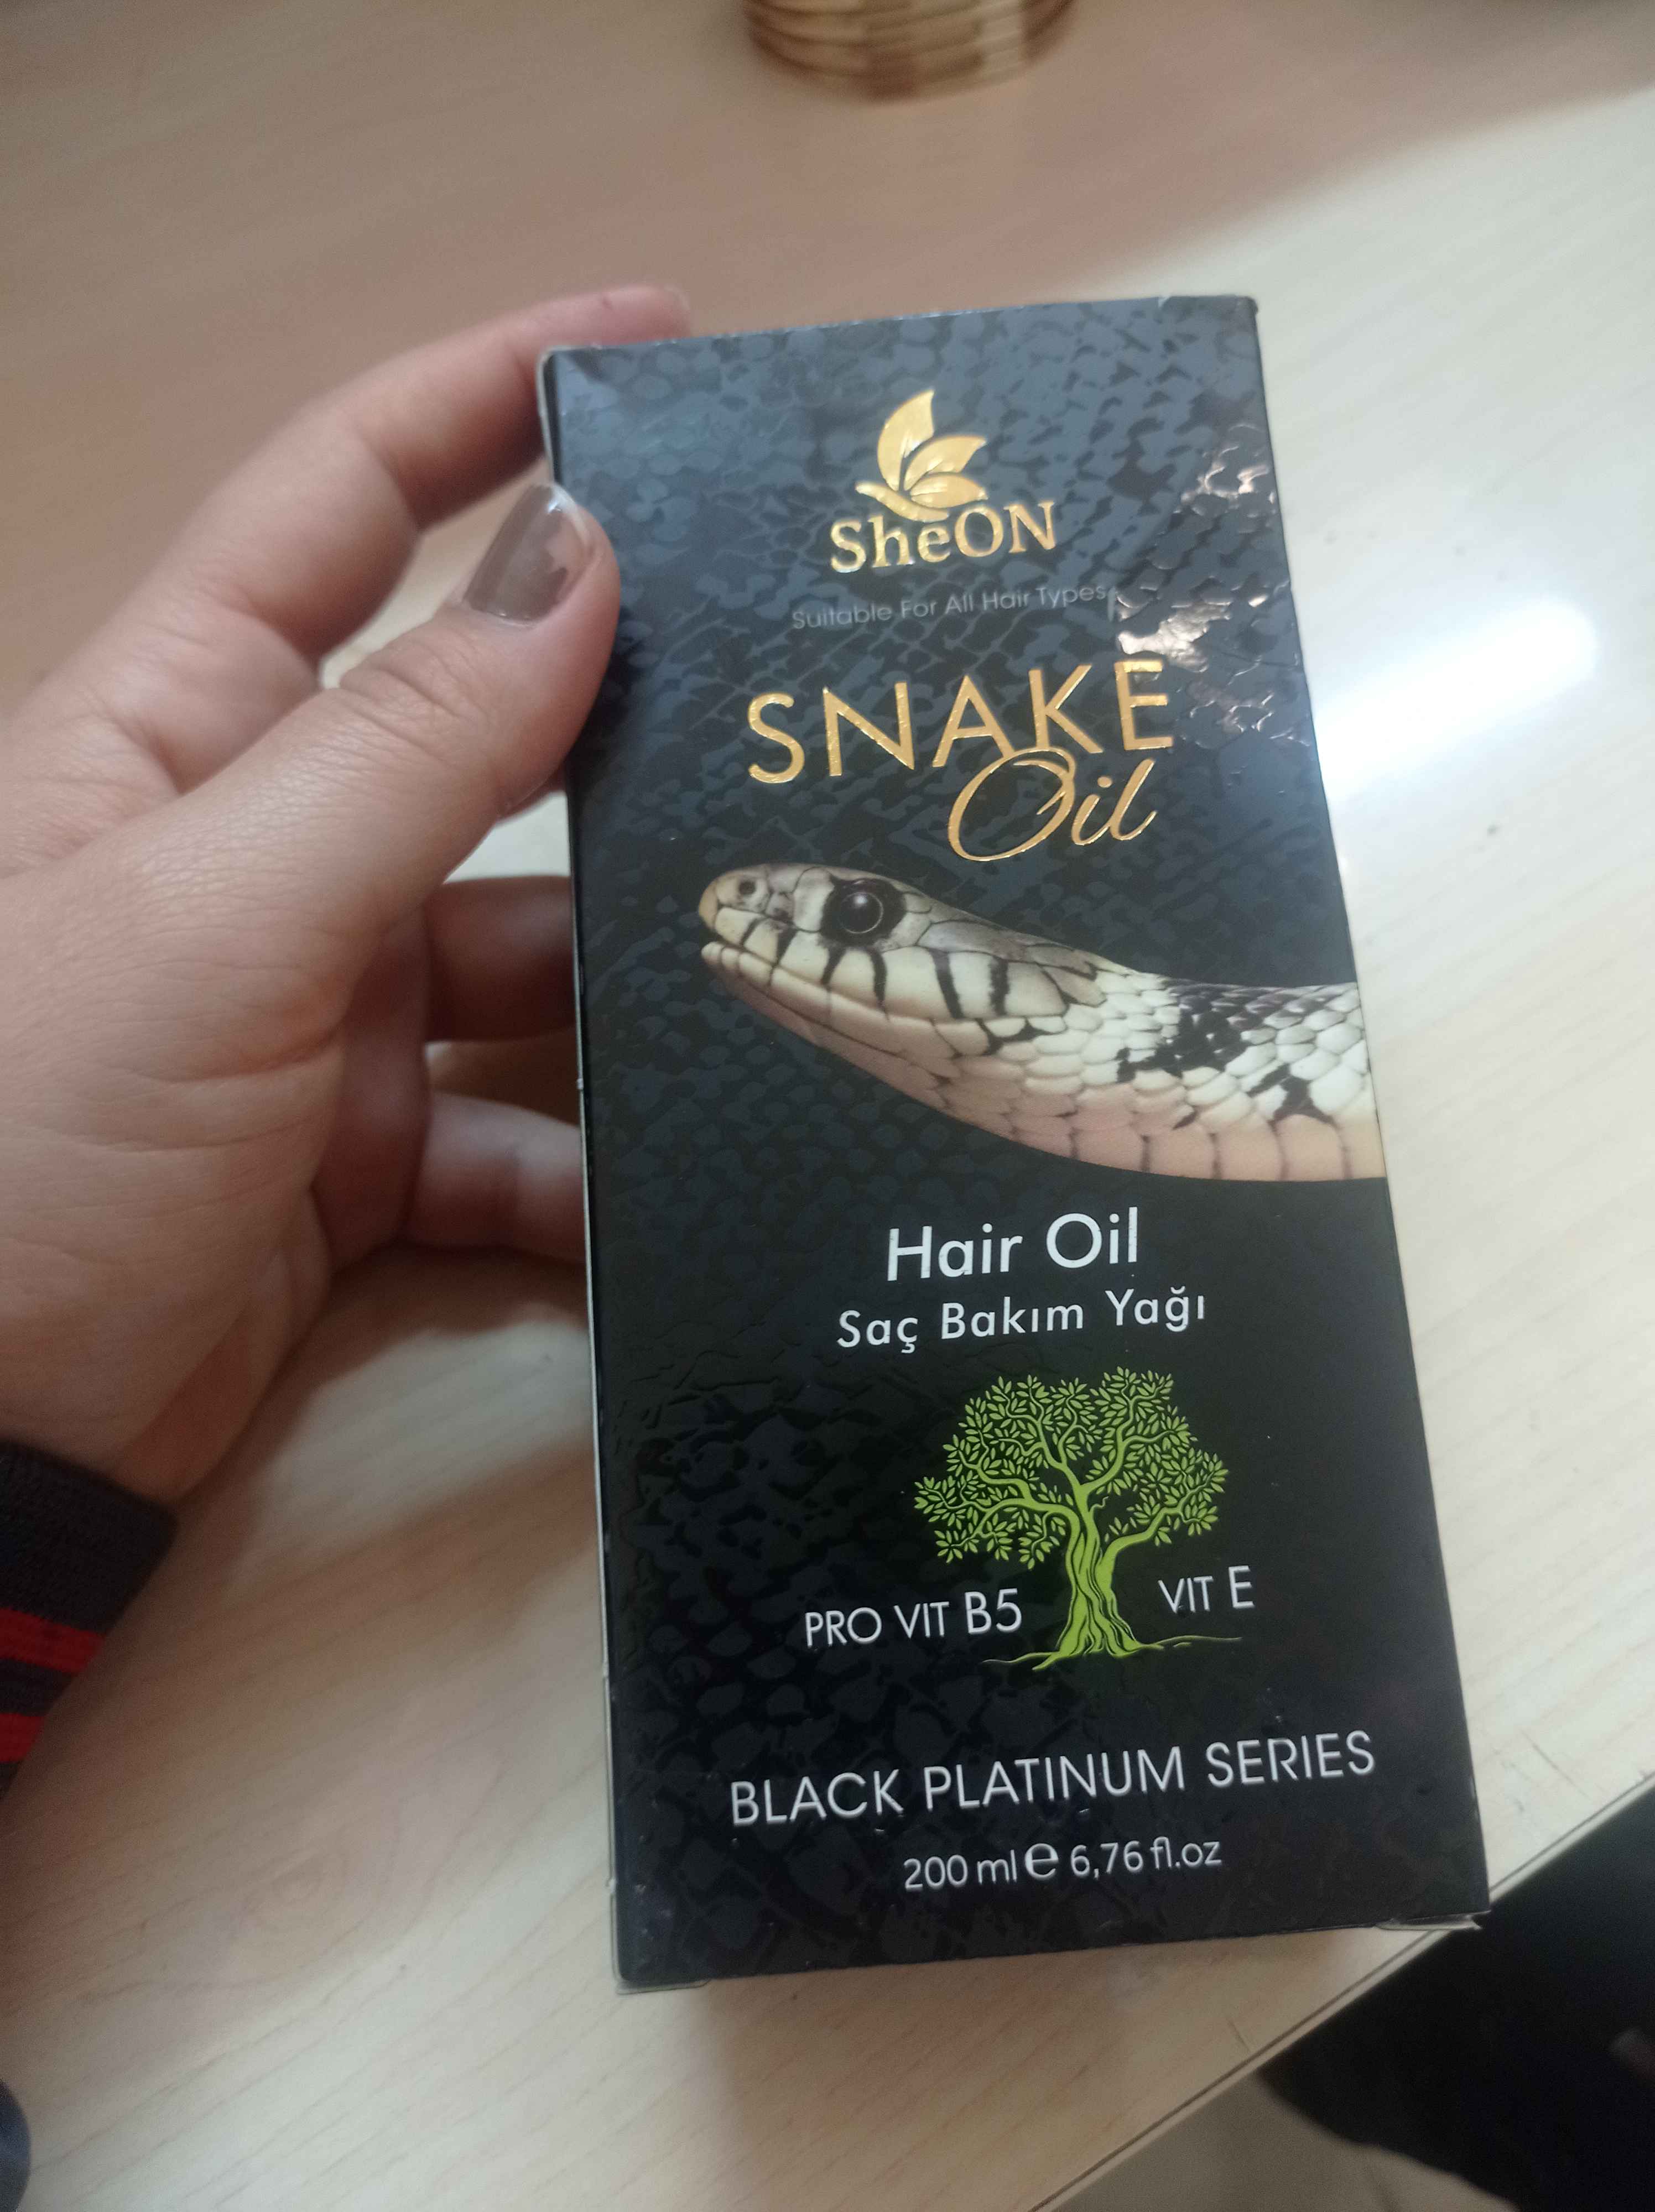 SheON
Suitable For All Hair Types
SNAKE
Oil
Hair Oil
Saç Bakım Yağı
PRO VIT B5
VIT E
BLACK PLATINUM SERIES
200 ml ℮ 6,76 fl.oz